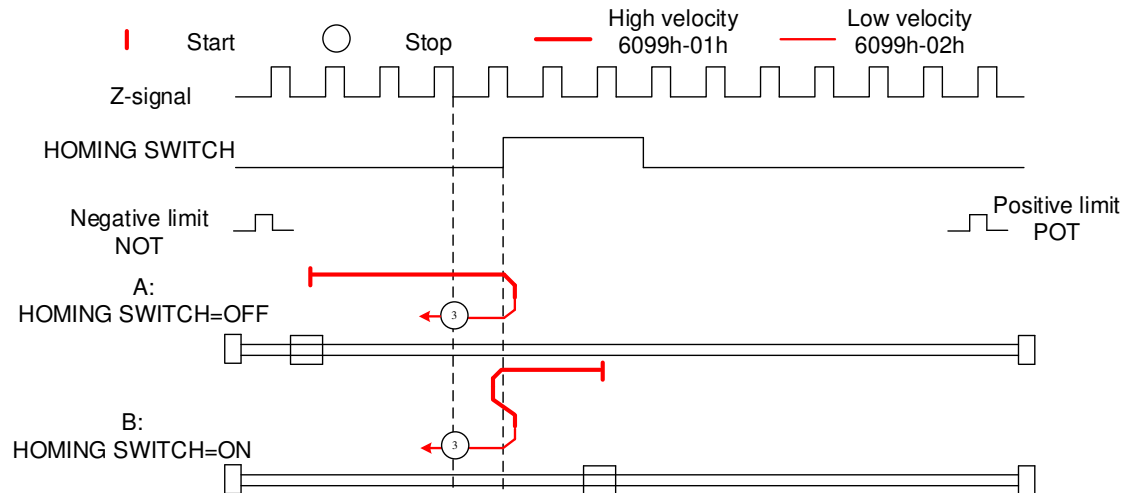 Start
Stop
High velocity
6099h-01h
Low velocity
6099h-02h
Z-signal
HOMING SWITCH
Negative limit
NOT
Positive limit
POT
A:
HOMING SWITCH=OFF
3
B:
HOMING SWITCH=ON
3